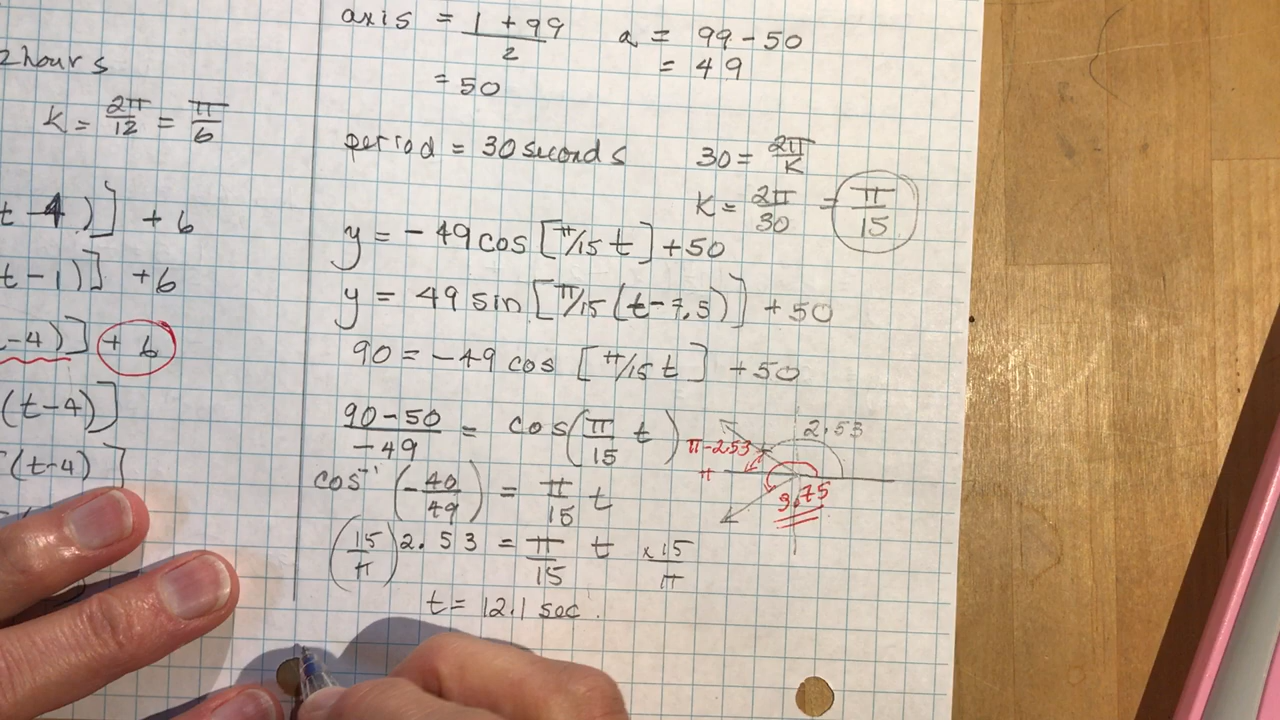 2 hours
K = 2π/12 = π/6
t - 4 )] + 6
t - 1)] + 6
-4)] + 6
(t-4)]
(t-4)]
axis = 1 + 99 / 2
= 50
a = 99 - 50
= 49
period = 30 seconds
30 = 2π/K
K = 2π/30 = π/15
y = - 49 cos [π/15 t] + 50
y = 49 sin [π/15 (t - 7.5)] + 50
90 = - 49 cos [π/15 t] + 50
90 - 50 / -49 = cos(π/15 t)
cos⁻¹ (-40/49) = π/15 t
(15/π) 2.53 = π/15 t × 15/π
t = 12.1 sec.
2.53
π-2.53
π
3.75